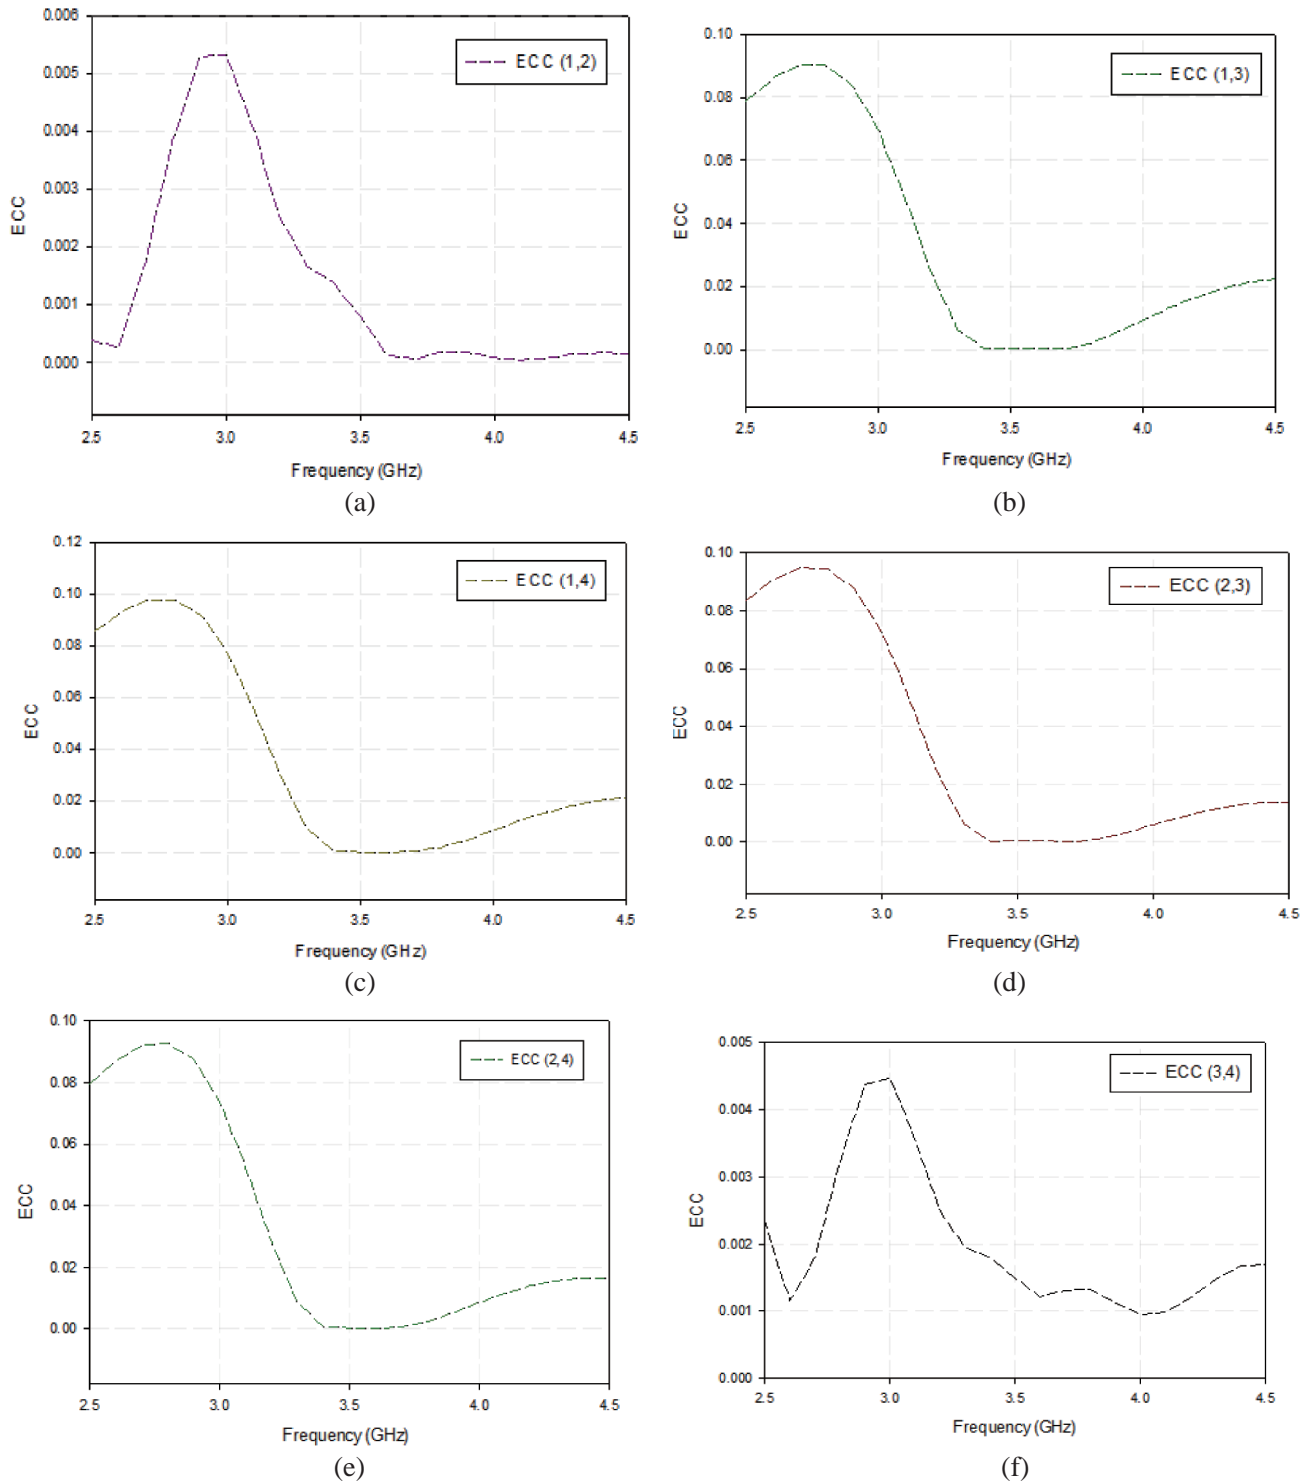 0.006
0.005
0.004
0.003
0.002
0.001
0.000
ECC
ECC (1,2)
2.5 3.0 3.5 4.0 4.5
Frequency (GHz)
(a)
0.10
0.08
0.06
0.04
0.02
0.00
ECC
ECC (1,3)
2.5 3.0 3.5 4.0 4.5
Frequency (GHz)
(b)
0.12
0.10
0.08
0.06
0.04
0.02
0.00
ECC
ECC (1,4)
2.5 3.0 3.5 4.0 4.5
Frequency (GHz)
(c)
0.10
0.08
0.06
0.04
0.02
0.00
ECC
ECC (2,3)
2.5 3.0 3.5 4.0 4.5
Frequency (GHz)
(d)
0.10
0.08
0.06
0.04
0.02
0.00
ECC
ECC (2,4)
2.5 3.0 3.5 4.0 4.5
Frequency (GHz)
(e)
0.005
0.004
0.003
0.002
0.001
0.000
ECC
ECC (3,4)
2.5 3.0 3.5 4.0 4.5
Frequency (GHz)
(f)